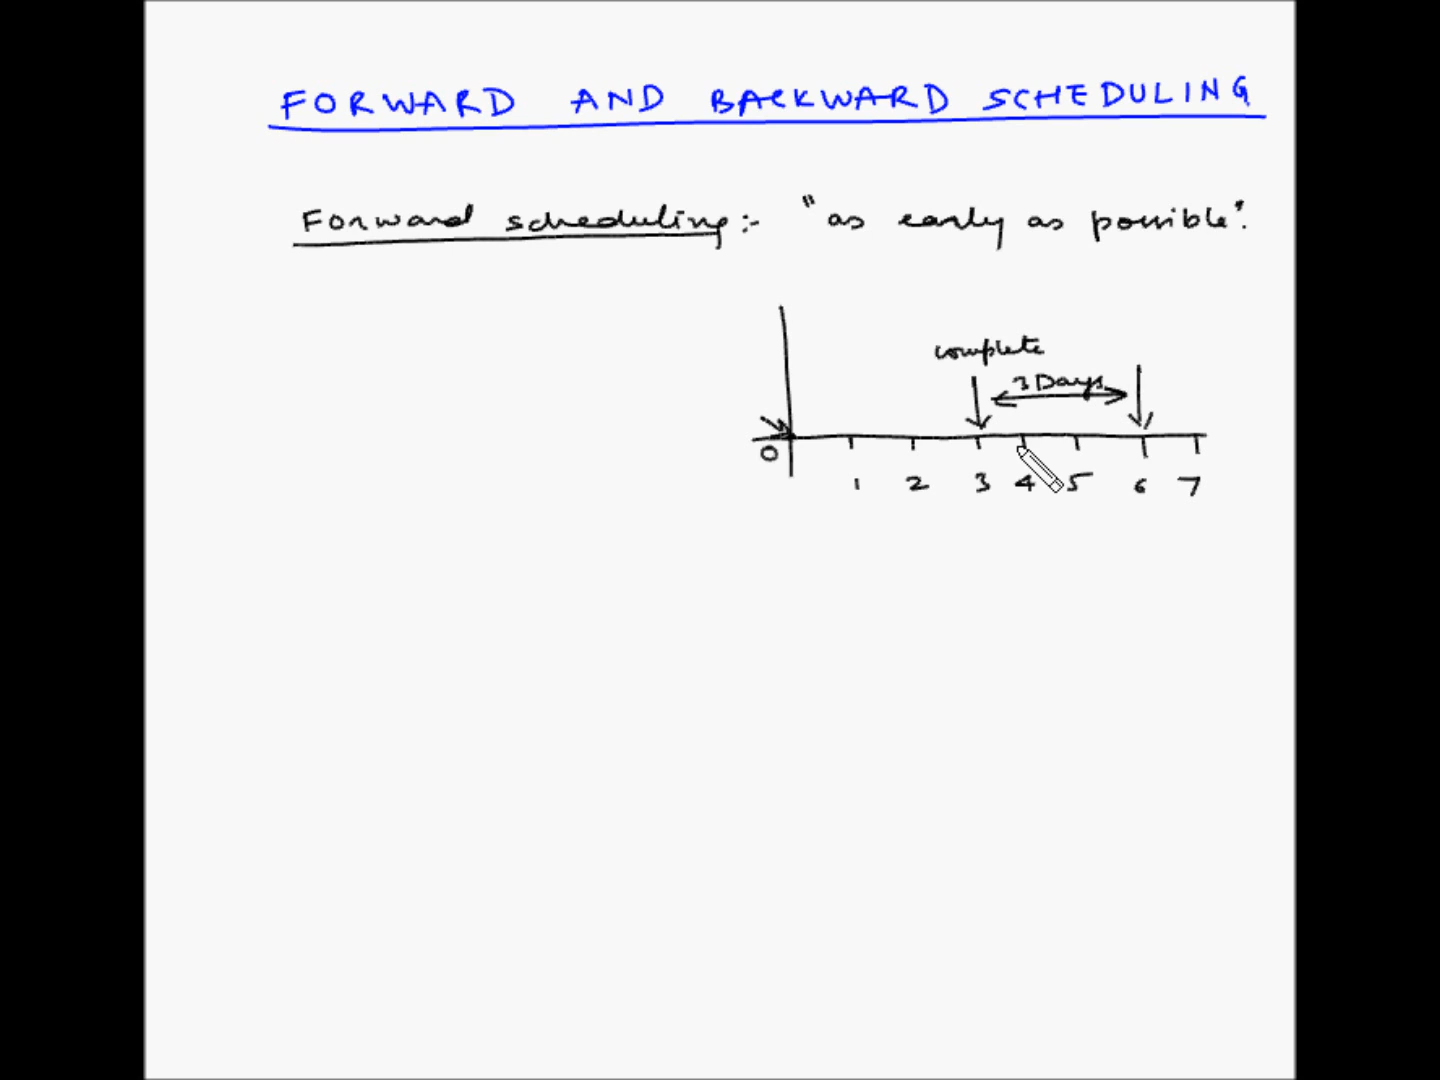 FORWARD AND BACKWARD SCHEDULING
Forward scheduling :- "as early as possible".
complete
3 Days
0
1 2 3 4 5 6 7